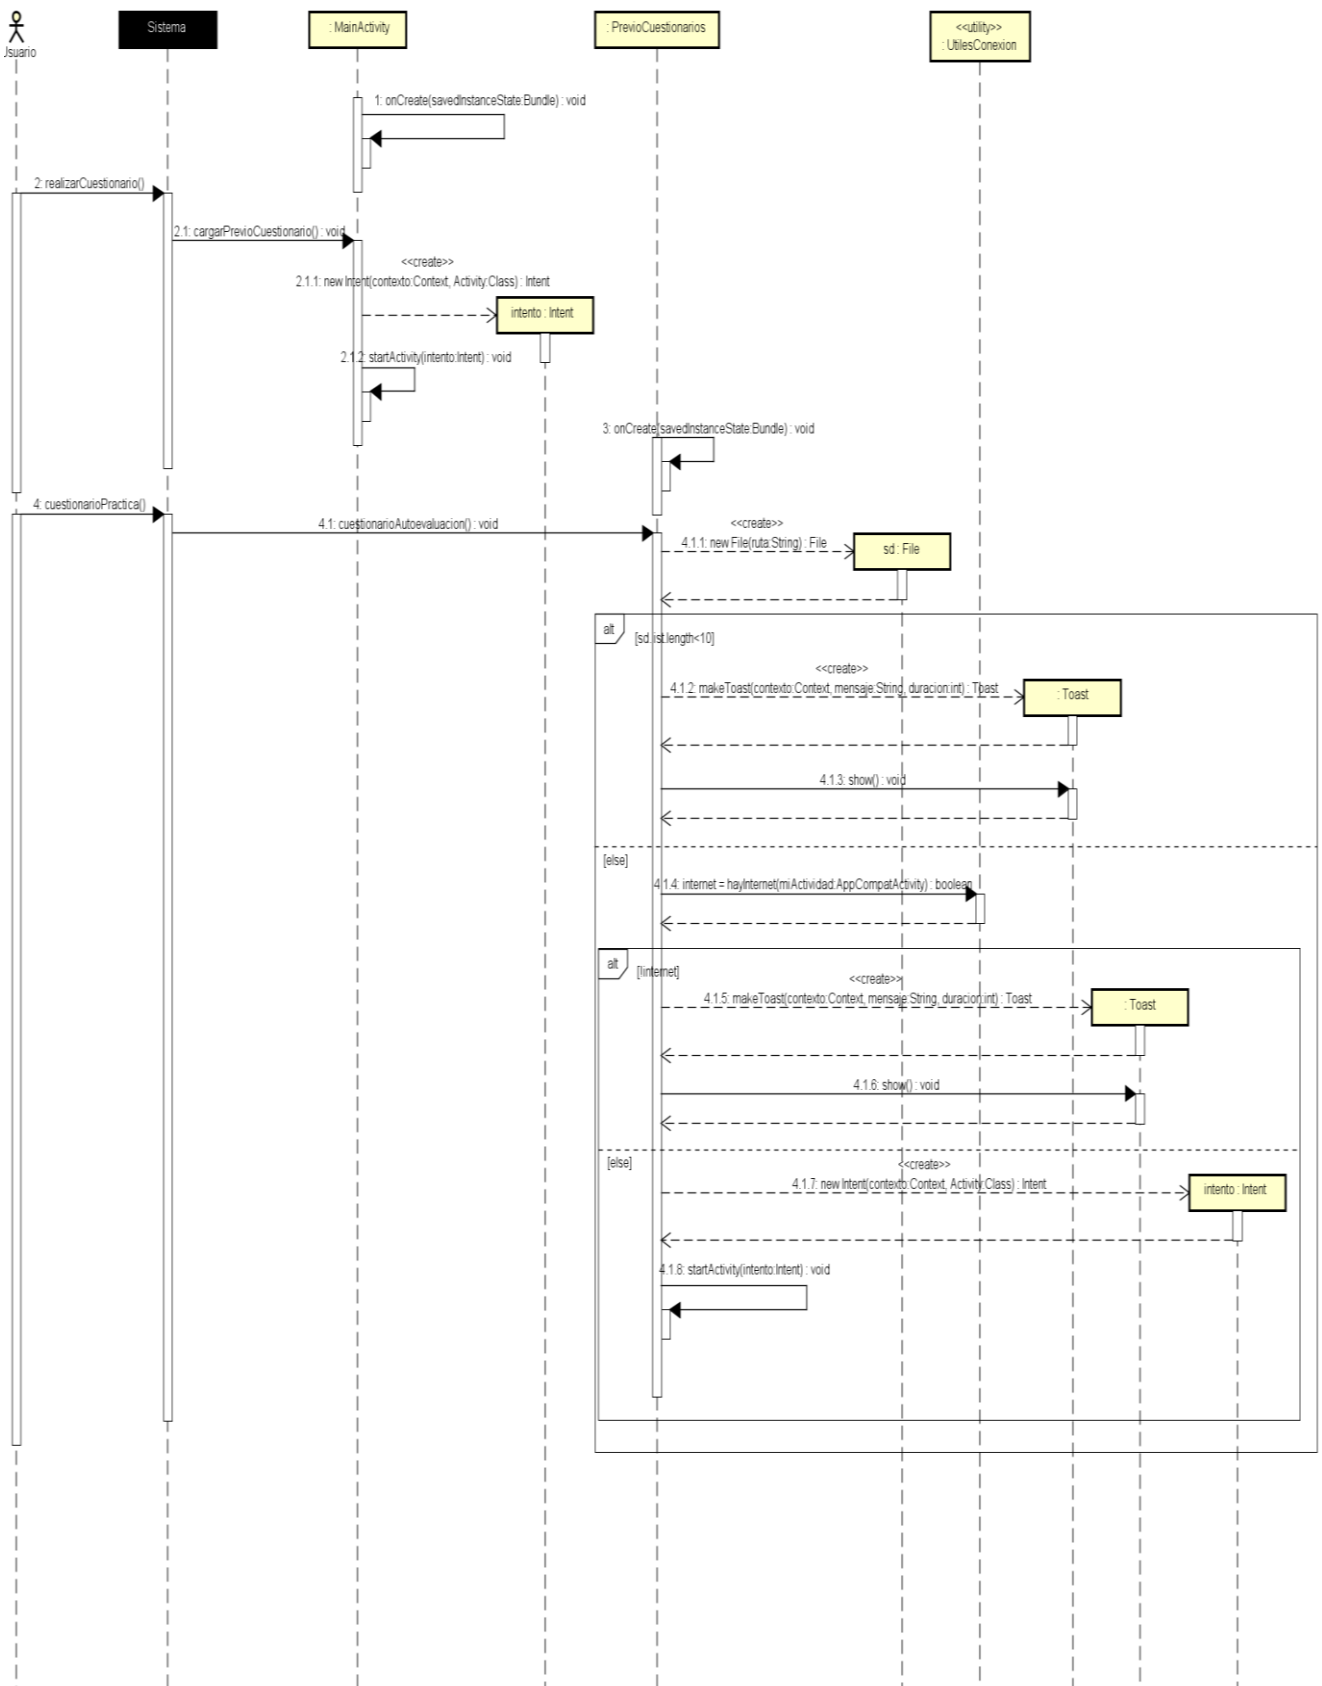 Sistema
: MainActivity
: PrevioCuestionarios
<<utility>>
: UtilesConexion
Usuario
1: onCreate(savedInstanceState:Bundle) : void
2: realizarCuestionario()
2.1: cargarPrevioCuestionario() : void
<<create>>
2.1.1: new Intent(contexto:Context, Activity:Class) : Intent
intento : Intent
2.1.2: startActivity(intento:Intent) : void
3: onCreate(savedInstanceState:Bundle) : void
4: cuestionarioPractica()
4.1: cuestionarioAutoevaluacion() : void
<<create>>
4.1.1: new File(ruta:String) : File
sd : File
alt
[sd.list.length<10]
<<create>>
4.1.2: makeToast(contexto:Context, mensaje:String, duracion:int) : Toast
: Toast
4.1.3: show() : void
[else]
4.1.4: internet = hayInternet(miActividad:AppCompatActivity) : boolean
alt
[!internet]
<<create>>
4.1.5: makeToast(contexto:Context, mensaje:String, duracion:int) : Toast
: Toast
4.1.6: show() : void
[else]
<<create>>
4.1.7: new Intent(contexto:Context, Activity:Class) : Intent
intento : Intent
4.1.8: startActivity(intento:Intent) : void